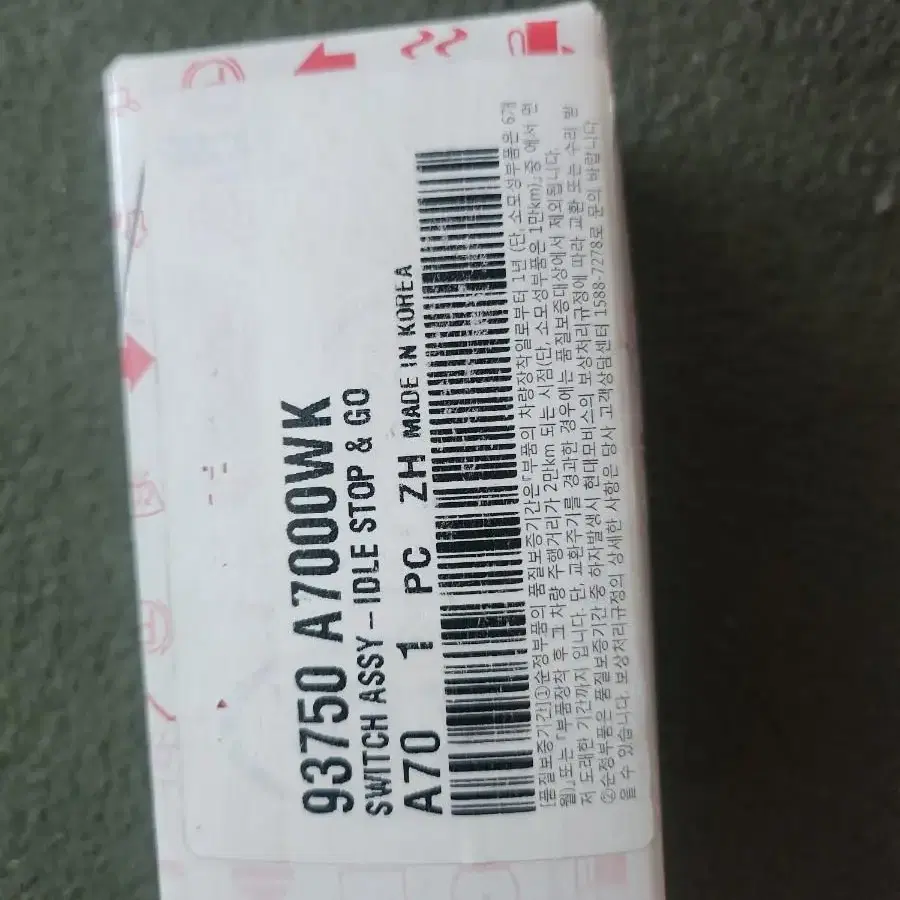 93750 A7000WK
SWITCH ASSY-IDLE STOP & GO
A70 1 PC ZH MADE IN KOREA
[품질보증기간]①순정부품의 품질보증기간은『부품의 차량장착일로부터 1년 (단, 소모성부품은 6개
월)』또는 『부품장착 후 그 차량 주행거리가 2만km 되는 시점(단, 소모성부품은 1만km)』중 에서 먼
저 도래한 기간까지 입니다. 단, 교환주기를 경과한 경우에는 품질보증대상에서 제외됩니다.
②순정부품은 품질보증기간 중 하자발생시 현대모비스의 보상처리규정에 따라 교환 또는 수리 받
을 수 있습니다. 보상처리규정의 상세한 사항은 당사 고객상담센터 1588-7278로 문의 바랍니다